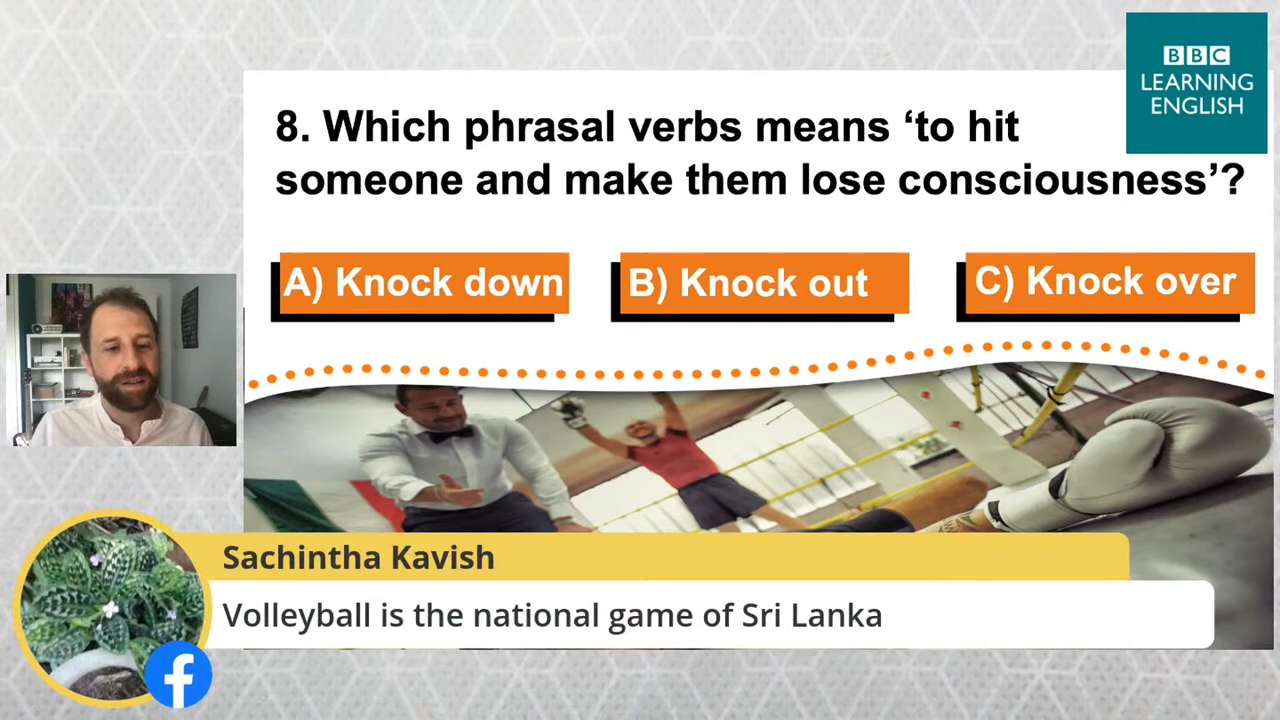 BBC
LEARNING
ENGLISH
8. Which phrasal verbs means ‘to hit
someone and make them lose consciousness’?
A) Knock down
B) Knock out
C) Knock over
Sachintha Kavish
Volleyball is the national game of Sri Lanka